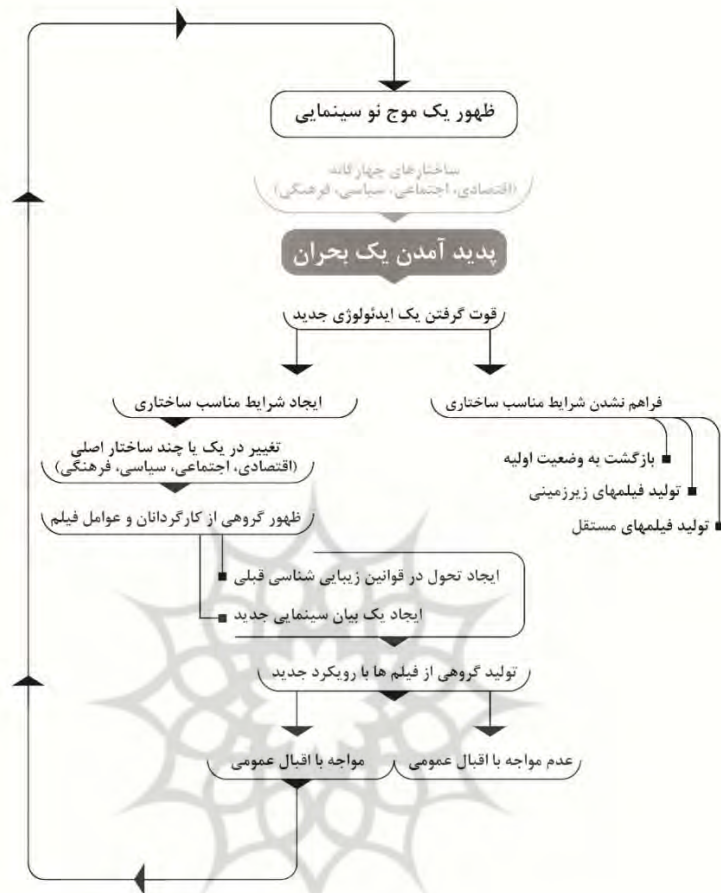 ظهور یک موج نو سینمایی
ساختارهای چهارگانه
(اقتصادی، اجتماعی، سیاسی، فرهنگی)
پدید آمدن یک بحران
قوت گرفتن یک ایدئولوژی جدید
فراهم نشدن شرایط مناسب ساختاری
بازگشت به وضعیت اولیه
تولید فیلمهای زیرزمینی
تولید فیلمهای مستقل
ایجاد شرایط مناسب ساختاری
تغییر در یک یا چند ساختار اصلی
(اقتصادی، اجتماعی، سیاسی، فرهنگی)
ظهور گروهی از کارگردانان و عوامل فیلم
ایجاد تحول در قوانین زیبایی شناسی قبلی
ایجاد یک بیان سینمایی جدید
تولید گروهی از فیلم ها با رویکرد جدید
عدم مواجه با اقبال عمومی
مواجه با اقبال عمومی